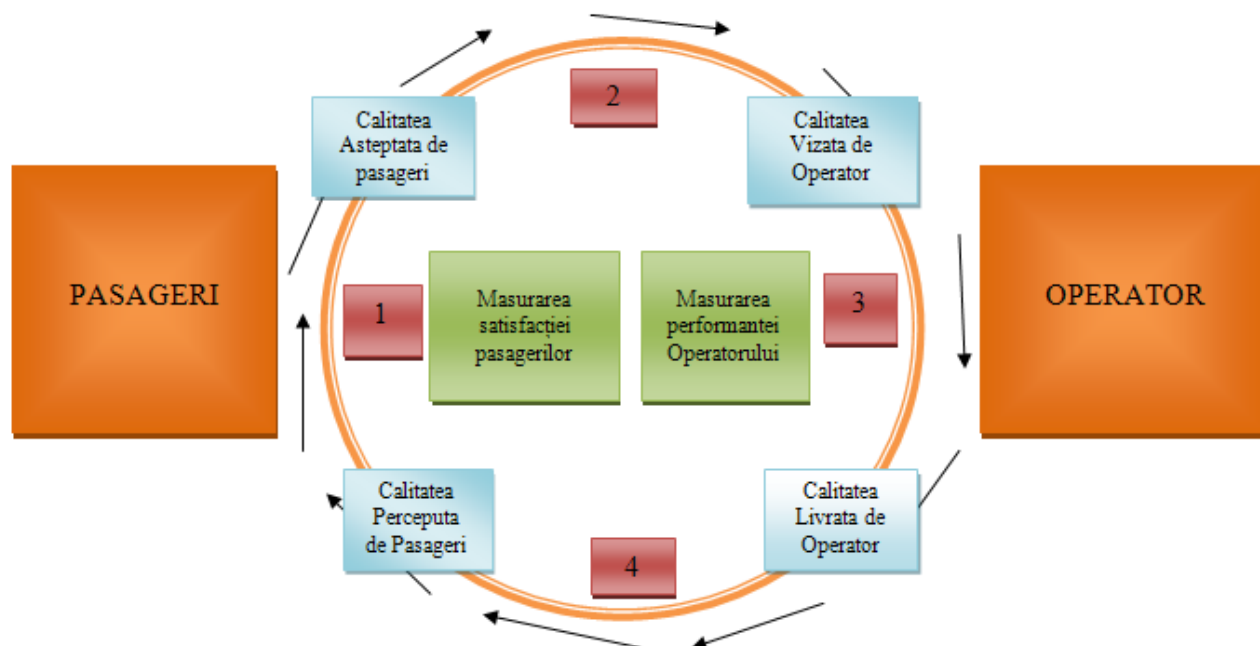 2
Calitatea
Asteptata de
pasageri
Calitatea
Vizata de
Operator
PASAGERI
1
Masurarea
satisfacției
pasagerilor
Masurarea
performantei
Operatorului
3
OPERATOR
Calitatea
Perceputa
de Pasageri
Calitatea
Livrata de
Operator
4